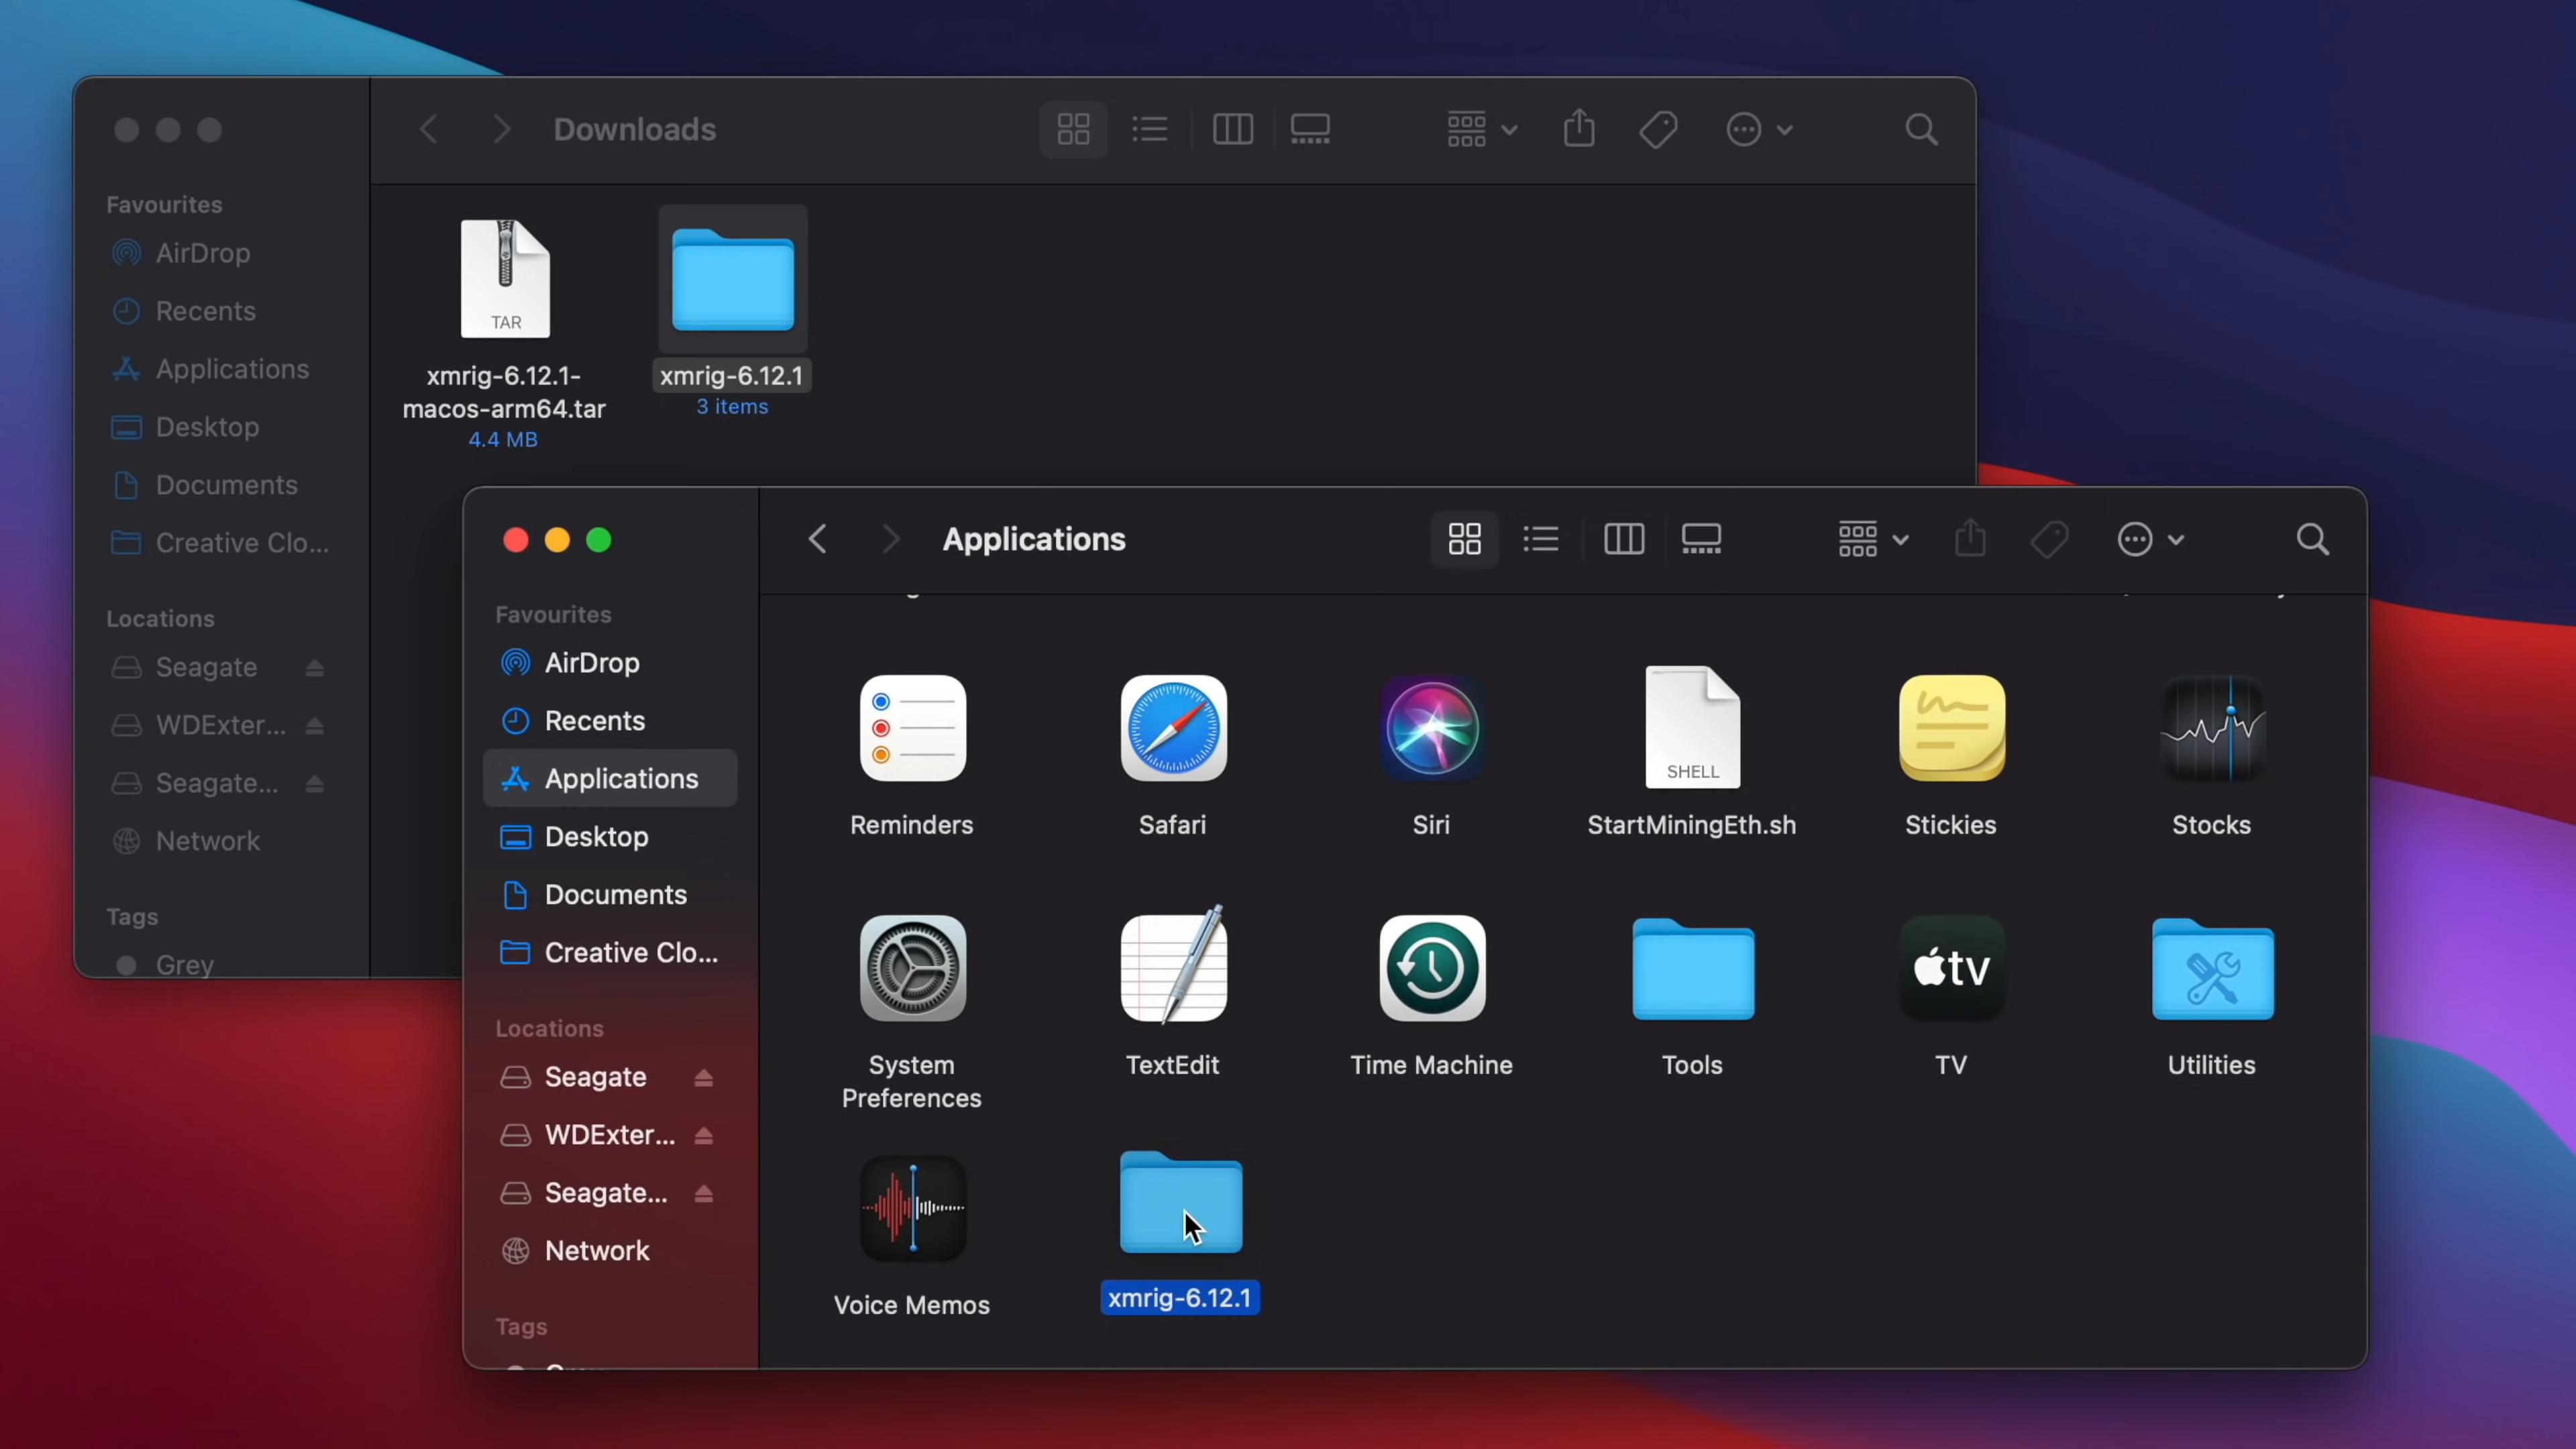 Downloads
Favourites
AirDrop
Recents
Applications
Desktop
Documents
Creative Clo...
Locations
Seagate
WDExter...
Seagate...
Network
Tags
Grey
TAR
xmrig-6.12.1-
macos-arm64.tar
4.4 MB
xmrig-6.12.1
3 items
Applications
Favourites
AirDrop
Recents
Applications
Desktop
Documents
Creative Clo...
Locations
Seagate
WDExter...
Seagate...
Network
Tags
Reminders
Safari
Siri
SHELL
StartMiningEth.sh
Stickies
Stocks
System
Preferences
TextEdit
Time Machine
Tools
tv
TV
Utilities
Voice Memos
xmrig-6.12.1